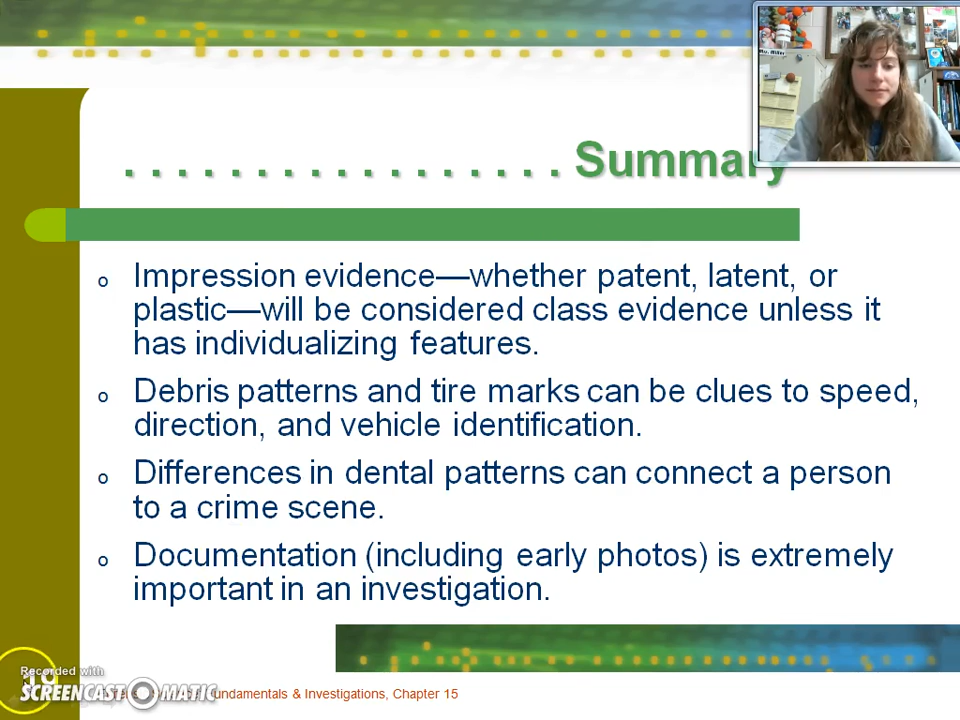 . . . . . . . . . . . . . . . . . Summary
o Impression evidence—whether patent, latent, or
plastic—will be considered class evidence unless it
has individualizing features.
o Debris patterns and tire marks can be clues to speed,
direction, and vehicle identification.
o Differences in dental patterns can connect a person
to a crime scene.
o Documentation (including early photos) is extremely
important in an investigation.
Recorded with
SCREENCAST-O-MATIC
Fundamentals & Investigations, Chapter 15